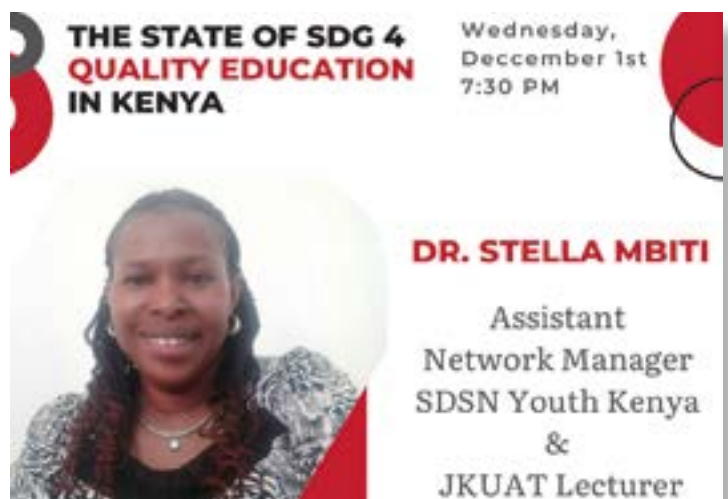 THE STATE OF SDG 4
QUALITY EDUCATION
IN KENYA
Wednesday,
Deccember 1st
7:30 PM
DR. STELLA MBITI
Assistant
Network Manager
SDSN Youth Kenya
&
JKUAT Lecturer